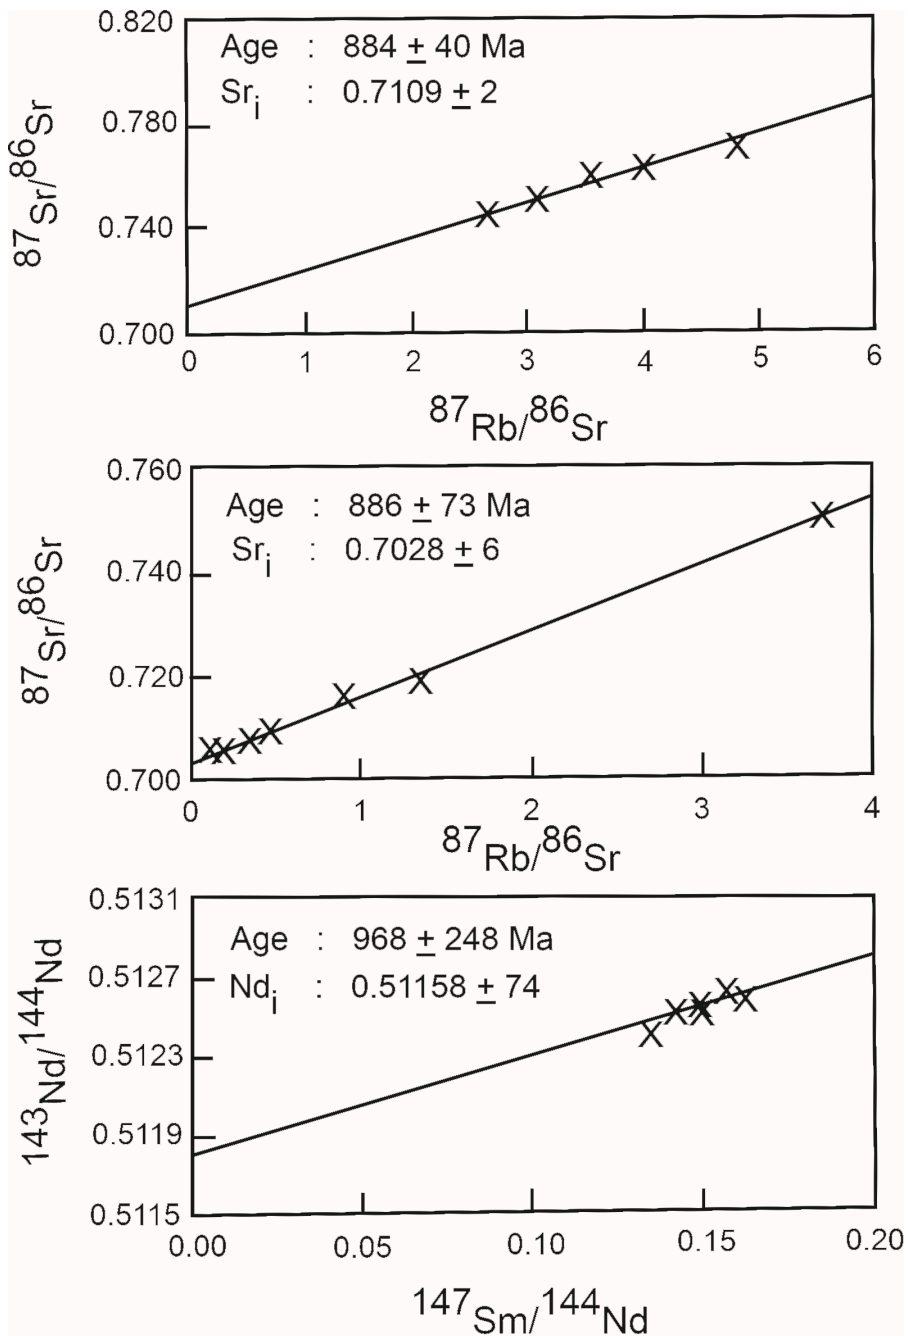 0.820
Age : 884 ± 40 Ma
Sri : 0.7109 ± 2
0.780
87Sr/86Sr
0.740
0.700
0 1 2 3 4 5 6
87Rb/86Sr
0.760
Age : 886 ± 73 Ma
Sri : 0.7028 ± 6
0.740
87Sr/86Sr
0.720
0.700
0 1 2 3 4
87Rb/86Sr
0.5131
Age : 968 ± 248 Ma
0.5127
Ndi : 0.51158 ± 74
143Nd/144Nd
0.5123
0.5119
0.5115
0.00 0.05 0.10 0.15 0.20
147Sm/144Nd